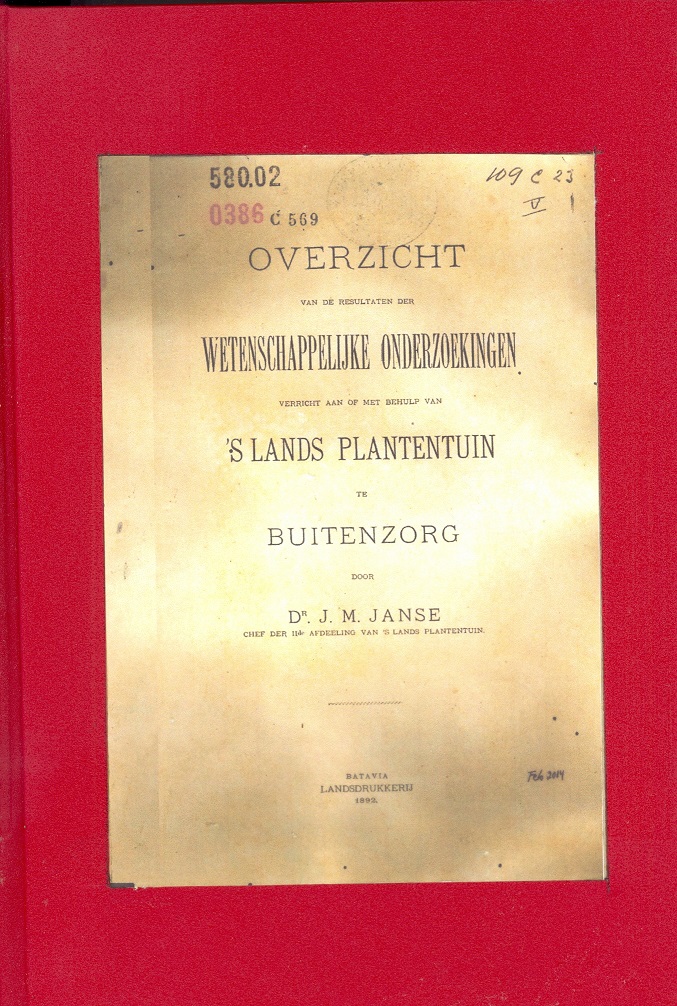 580.02
109 C 23
0386 C 569
V
OVERZICHT
VAN DE RESULTATEN DER
WETENSCHAPPELIJKE ONDERZOEKINGEN
VERRICHT AAN OF MET BEHULP VAN
'S LANDS PLANTENTUIN
TE
BUITENZORG
DOOR
DR. J. M. JANSE
CHEF DER IIde AFDEELING VAN 'S LANDS PLANTENTUIN.
BATAVIA
LANDSDRUKKERIJ
1892.
Feb 2014